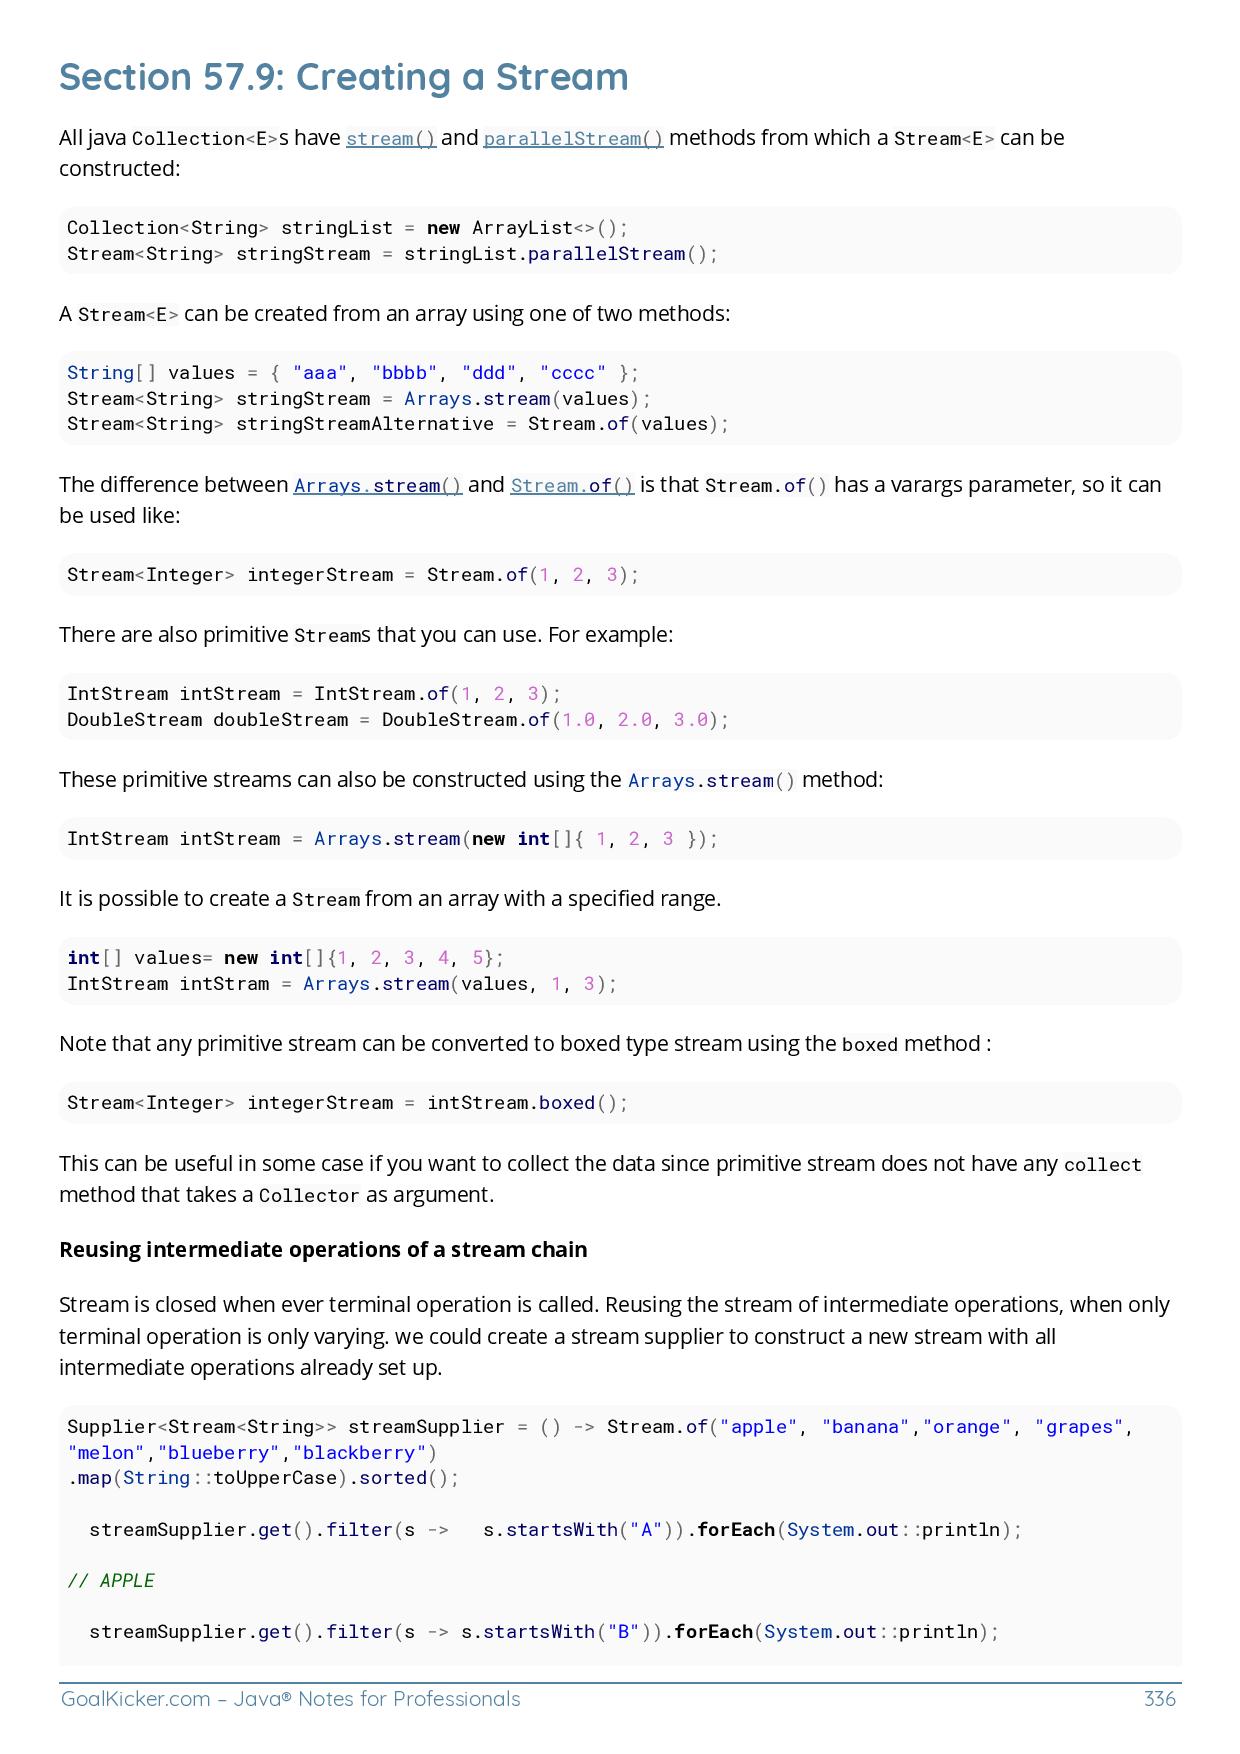 Section 57.9: Creating a Stream
All java Collection<E>s have stream() and parallelStream() methods from which a Stream<E> can be
constructed:
Collection<String> stringList = new ArrayList<>();
Stream<String> stringStream = stringList.parallelStream();
A Stream<E> can be created from an array using one of two methods:
String[] values = { "aaa", "bbbb", "ddd", "cccc" };
Stream<String> stringStream = Arrays.stream(values);
Stream<String> stringStreamAlternative = Stream.of(values);
The difference between Arrays.stream() and Stream.of() is that Stream.of() has a varargs parameter, so it can
be used like:
Stream<Integer> integerStream = Stream.of(1, 2, 3);
There are also primitive Streams that you can use. For example:
IntStream intStream = IntStream.of(1, 2, 3);
DoubleStream doubleStream = DoubleStream.of(1.0, 2.0, 3.0);
These primitive streams can also be constructed using the Arrays.stream() method:
IntStream intStream = Arrays.stream(new int[]{ 1, 2, 3 });
It is possible to create a Stream from an array with a specified range.
int[] values= new int[]{1, 2, 3, 4, 5};
IntStream intStram = Arrays.stream(values, 1, 3);
Note that any primitive stream can be converted to boxed type stream using the boxed method :
Stream<Integer> integerStream = intStream.boxed();
This can be useful in some case if you want to collect the data since primitive stream does not have any collect
method that takes a Collector as argument.
Reusing intermediate operations of a stream chain
Stream is closed when ever terminal operation is called. Reusing the stream of intermediate operations, when only
terminal operation is only varying. we could create a stream supplier to construct a new stream with all
intermediate operations already set up.
Supplier<Stream<String>> streamSupplier = () -> Stream.of("apple", "banana","orange", "grapes",
"melon","blueberry","blackberry")
.map(String::toUpperCase).sorted();
  streamSupplier.get().filter(s ->   s.startsWith("A")).forEach(System.out::println);
// APPLE
  streamSupplier.get().filter(s -> s.startsWith("B")).forEach(System.out::println);
GoalKicker.com – Java® Notes for Professionals 336